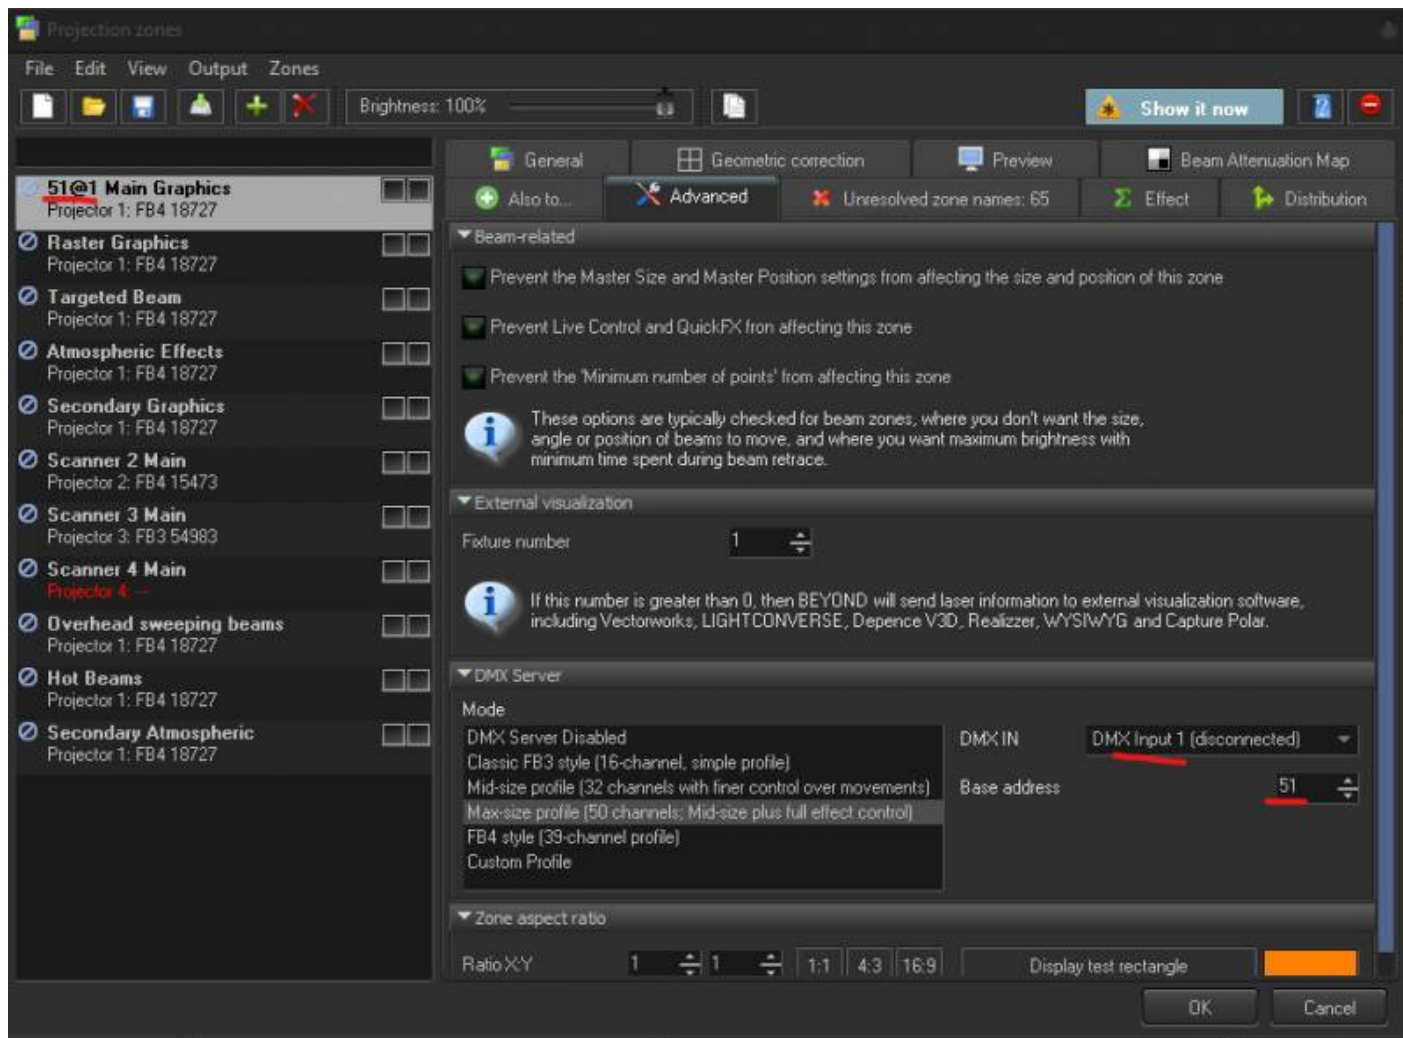 Projection zones
File Edit View Output Zones
Brightness: 100%
Show it now
General Geometric correction Preview Beam Attenuation Map
Also to... Advanced Unresolved zone names: 65 Effect Distribution
51@1 Main Graphics
Projector 1: FB4 18727
Raster Graphics
Projector 1: FB4 18727
Targeted Beam
Projector 1: FB4 18727
Atmospheric Effects
Projector 1: FB4 18727
Secondary Graphics
Projector 1: FB4 18727
Scanner 2 Main
Projector 2: FB4 15473
Scanner 3 Main
Projector 3: FB3 54983
Scanner 4 Main
Projector 4: --
Overhead sweeping beams
Projector 1: FB4 18727
Hot Beams
Projector 1: FB4 18727
Secondary Atmospheric
Projector 1: FB4 18727
Beam-related
Prevent the Master Size and Master Position settings from affecting the size and position of this zone
Prevent Live Control and QuickFX fron affecting this zone
Prevent the 'Minimum number of points' from affecting this zone
These options are typically checked for beam zones, where you don't want the size,
angle or position of beams to move, and where you want maximum brightness with
minimum time spent during beam retrace.
External visualization
Fixture number 1
If this number is greater than 0, then BEYOND will send laser information to external visualization software,
including Vectorworks, LIGHTCONVERSE, Depence V3D, Realizzer, WYSIWYG and Capture Polar.
DMX Server
Mode
DMX Server Disabled
Classic FB3 style (16-channel, simple profile)
Mid-size profile (32 channels with finer control over movements)
Max-size profile (50 channels; Mid-size plus full effect control)
FB4 style (39-channel profile)
Custom Profile
DMX IN DMX Input 1 (disconnected)
Base address 51
Zone aspect ratio
Ratio X:Y 1 1 1:1 4:3 16:9 Display test rectangle
OK Cancel